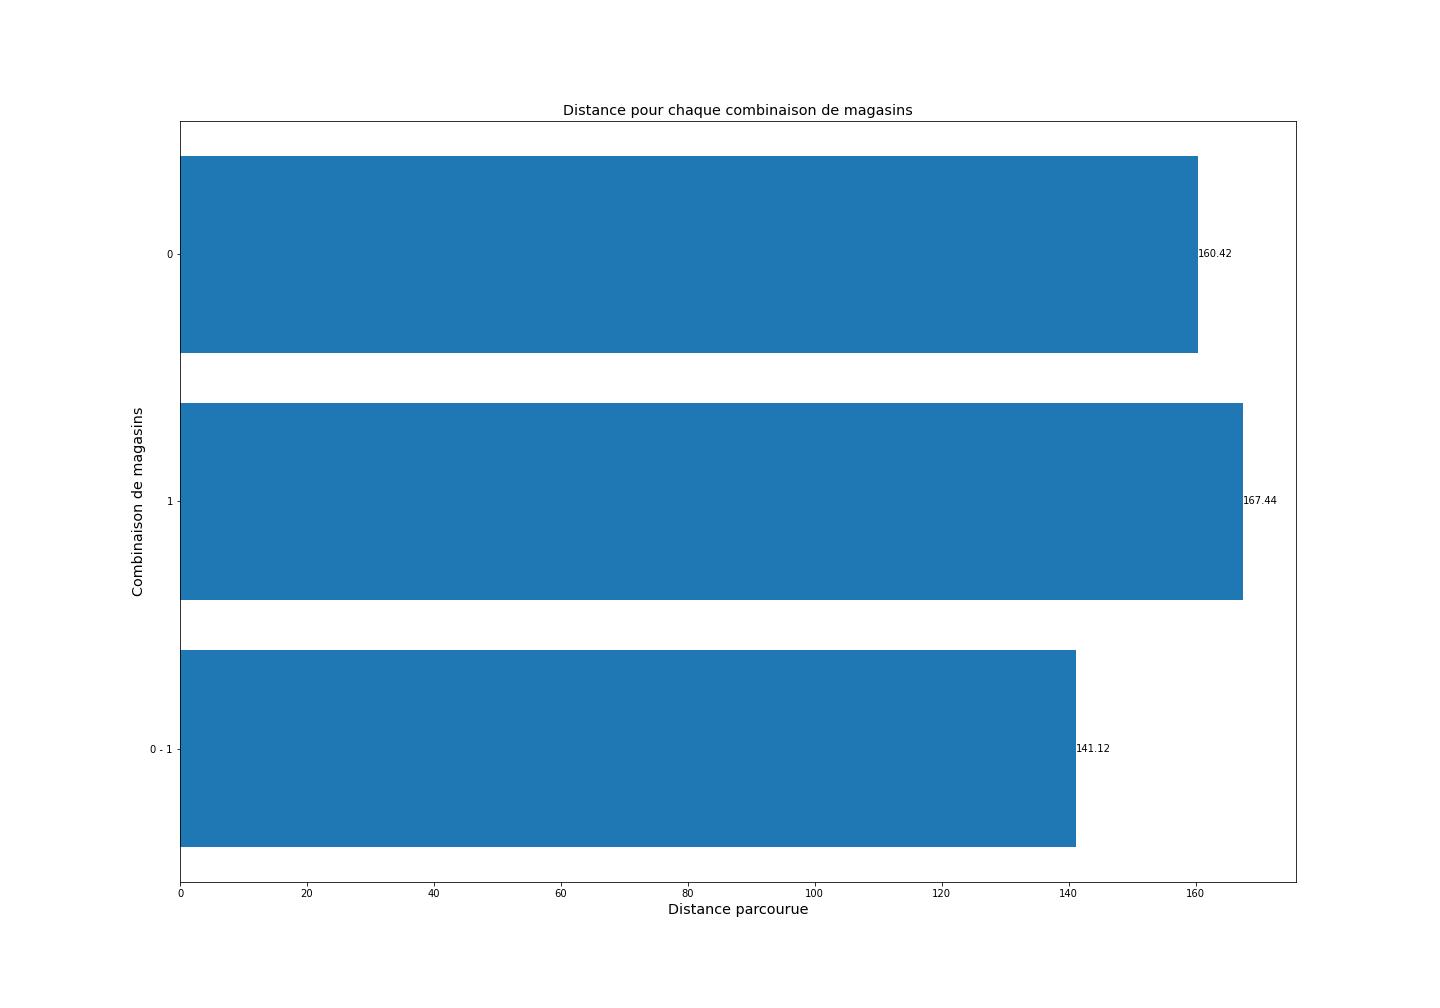 Distance pour chaque combinaison de magasins
Combinaison de magasins
0
160.42
1
167.44
0 - 1
141.12
0 20 40 60 80 100 120 140 160
Distance parcourue